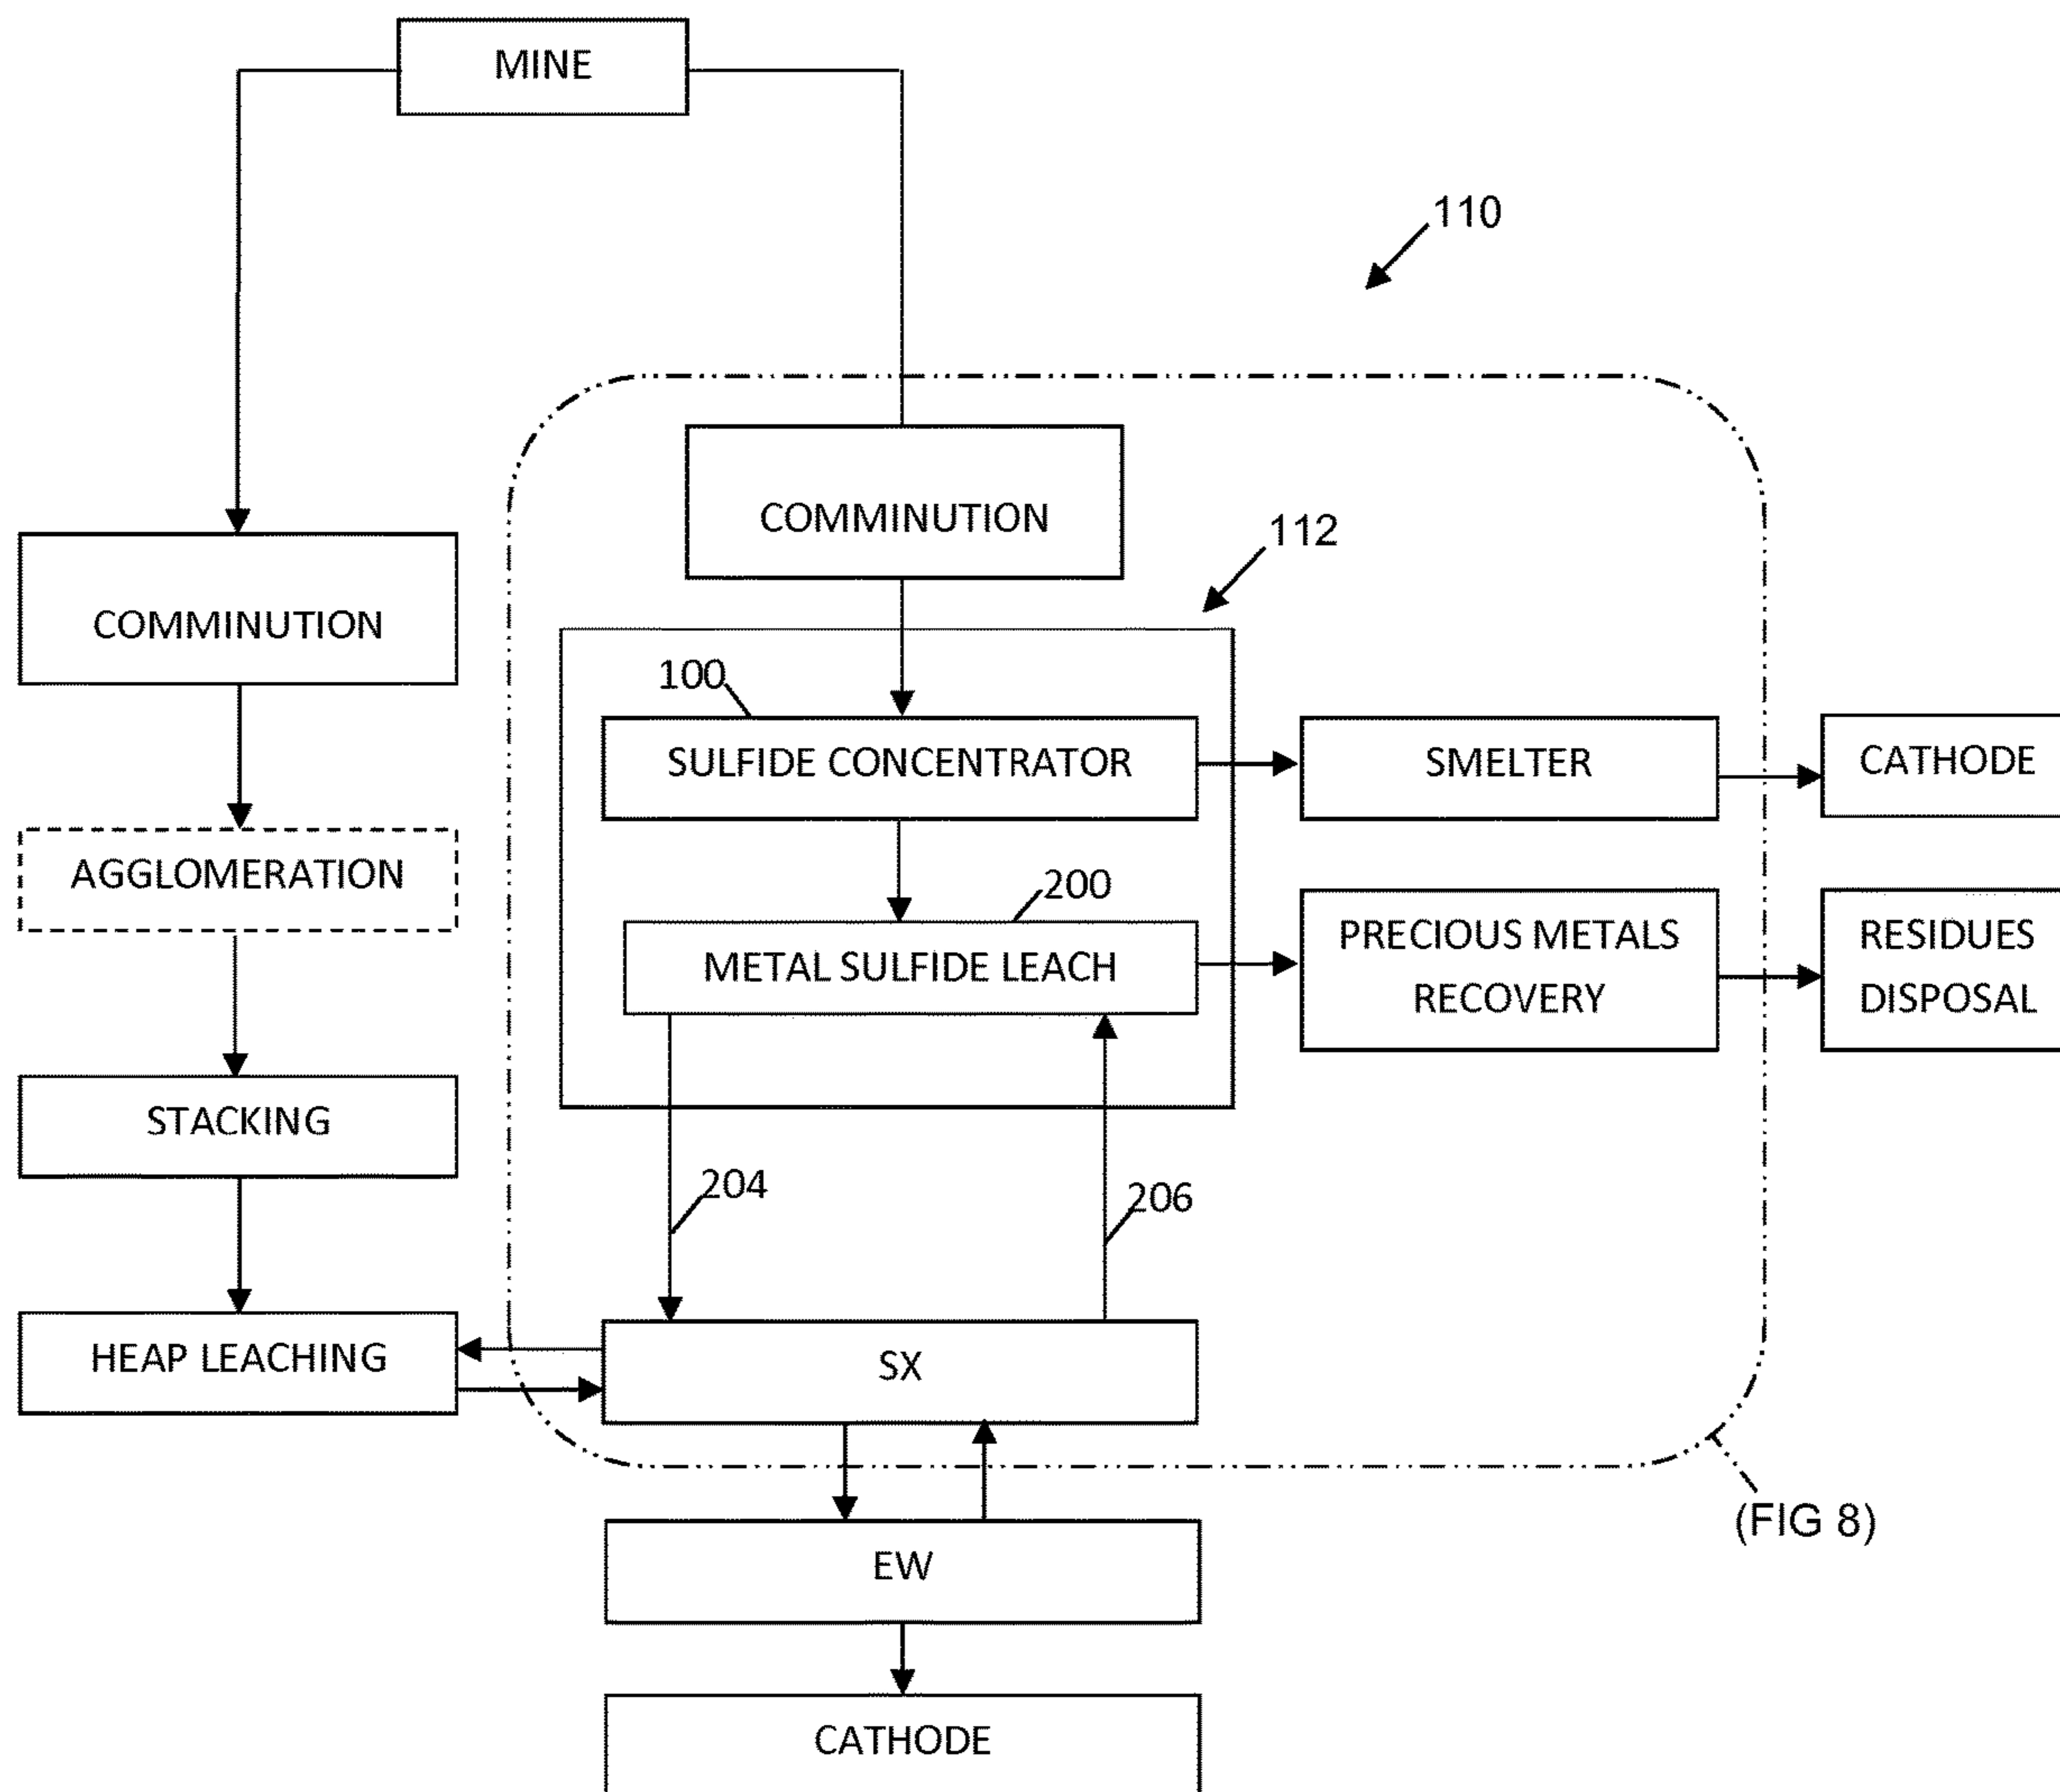 MINE
110
COMMINUTION
112
COMMINUTION
100
SULFIDE CONCENTRATOR
SMELTER
CATHODE
AGGLOMERATION
200
METAL SULFIDE LEACH
PRECIOUS METALS
RECOVERY
RESIDUES
DISPOSAL
STACKING
204
206
HEAP LEACHING
SX
(FIG 8)
EW
CATHODE